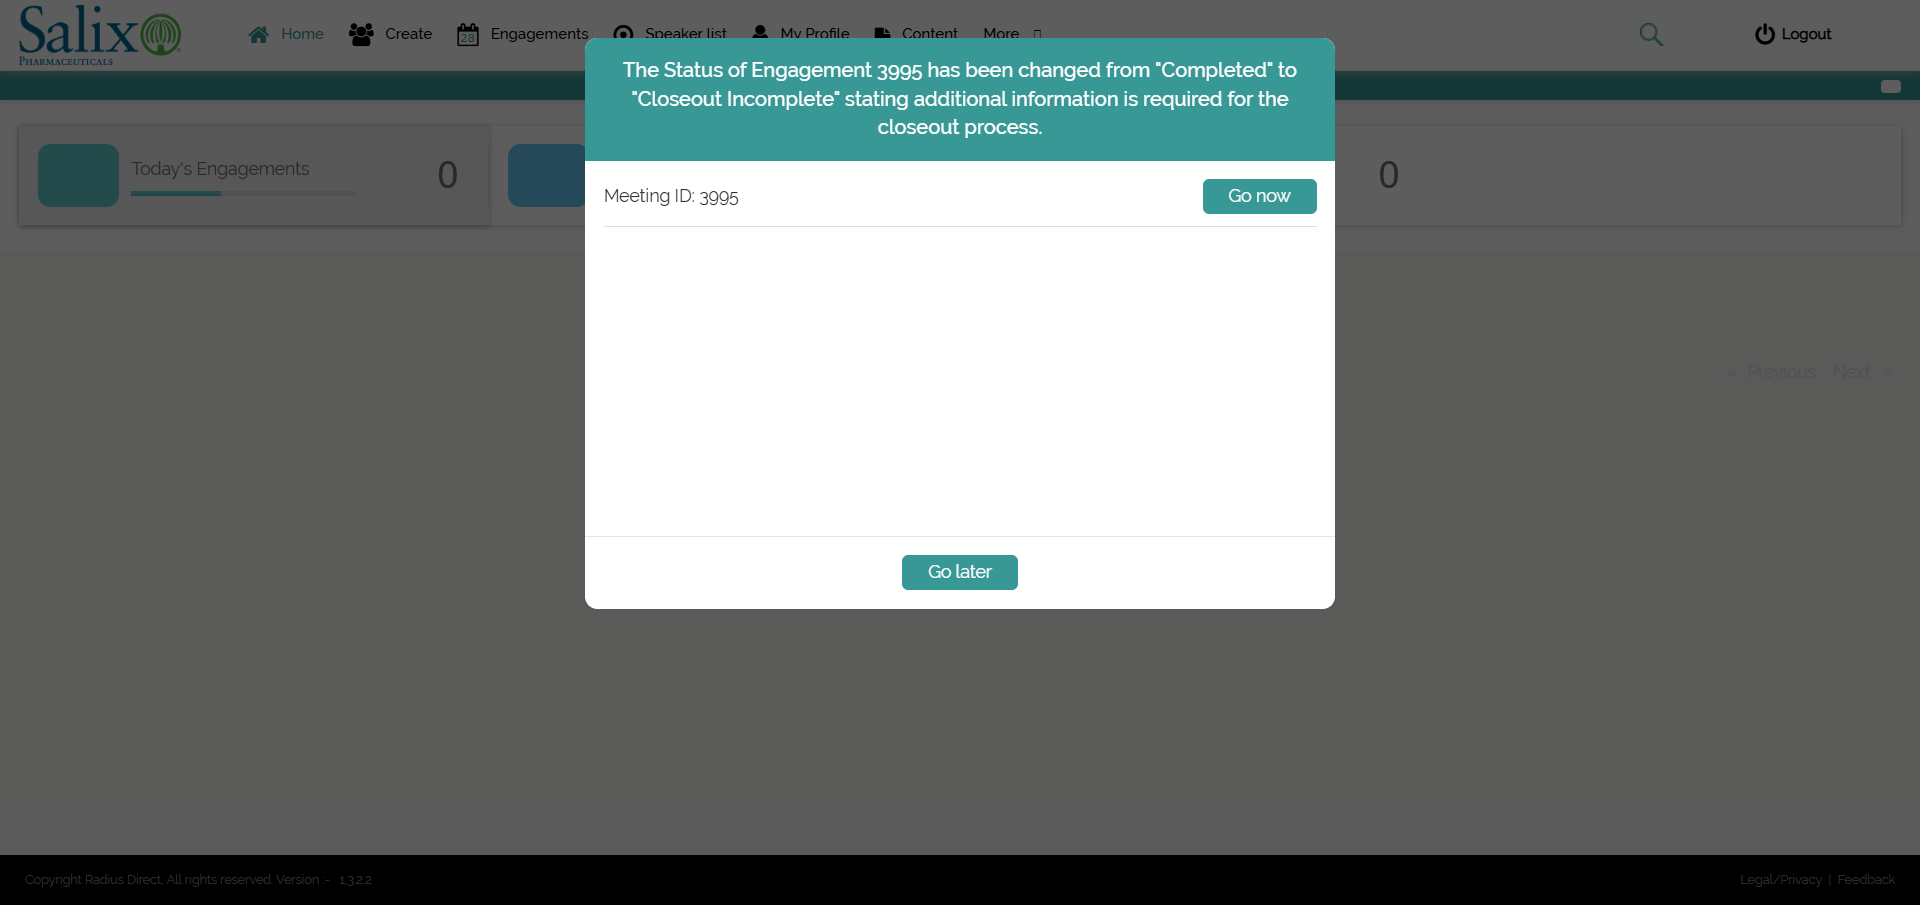 Salix
PHARMACEUTICALS
Home
Create
28
Engagements
Speaker list
My Profile
Content
More
Logout
The Status of Engagement 3995 has been changed from "Completed" to
"Closeout Incomplete" stating additional information is required for the
closeout process.
Today's Engagements
0
0
Meeting ID: 3995
Go now
« Previous Next »
Go later
Copyright Radius Direct. All rights reserved. Version :- 1.3.2.2
Legal/Privacy | Feedback